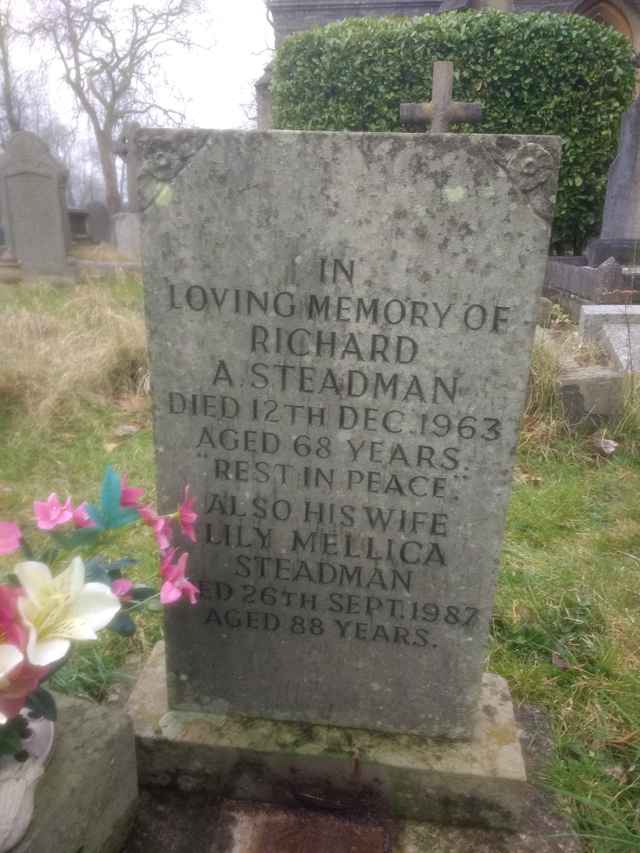 IN
LOVING MEMORY OF
RICHARD
A. STEADMAN
DIED 12TH DEC. 1963
AGED 68 YEARS.
"REST IN PEACE."
ALSO HIS WIFE
LILY MELLICA
STEADMAN
ED 26TH SEPT. 1987
AGED 88 YEARS.